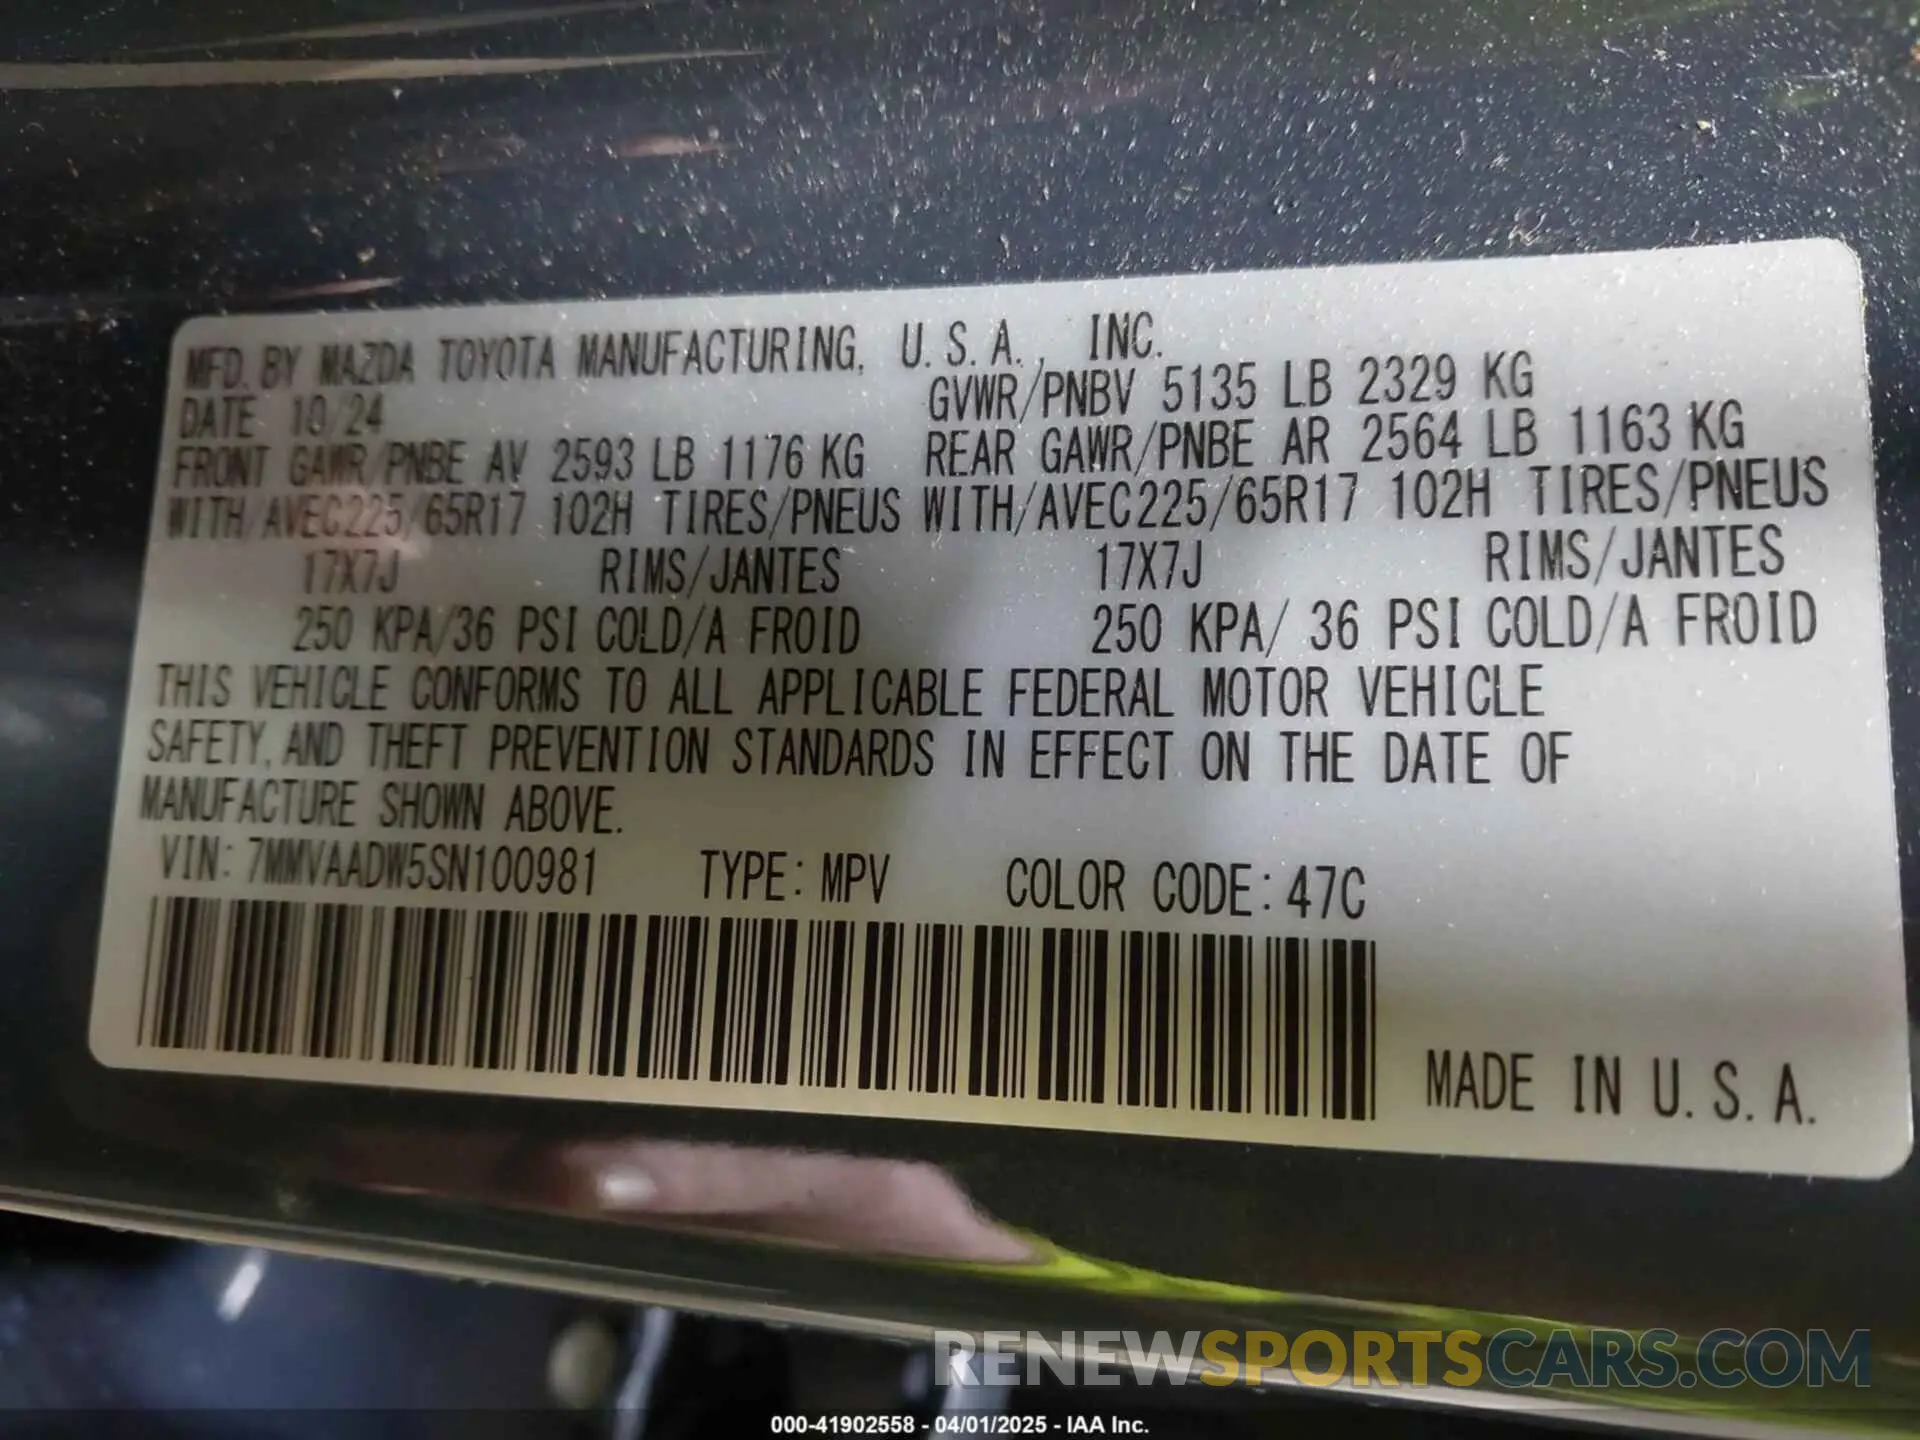 MFD. BY MAZDA TOYOTA MANUFACTURING, U.S.A., INC.
DATE 10/24 GVWR/PNBV 5135 LB 2329 KG
FRONT GAWR/PNBE AV 2593 LB 1176 KG REAR GAWR/PNBE AR 2564 LB 1163 KG
WITH/AVEC225/65R17 102H TIRES/PNEUS WITH/AVEC225/65R17 102H TIRES/PNEUS
17X7J RIMS/JANTES 17X7J RIMS/JANTES
250 KPA/36 PSI COLD/A FROID 250 KPA/ 36 PSI COLD/A FROID
THIS VEHICLE CONFORMS TO ALL APPLICABLE FEDERAL MOTOR VEHICLE
SAFETY, AND THEFT PREVENTION STANDARDS IN EFFECT ON THE DATE OF
MANUFACTURE SHOWN ABOVE.
VIN: 7MMVAADW5SN100981 TYPE: MPV COLOR CODE: 47C
MADE IN U.S.A.
RENEWSPORTSCARS.COM
000-41902558 - 04/01/2025 - IAA Inc.